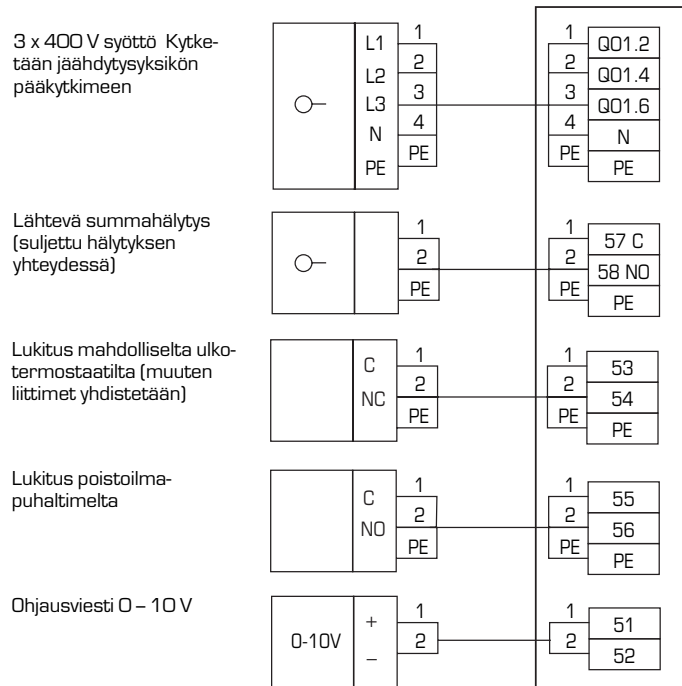 3 x 400 V syöttö Kytke-
tään jäähdytysyksikön
pääkytkimeen
L1
L2
L3
N
PE
1
2
3
4
PE
1
2
3
4
PE
Q01.2
Q01.4
Q01.6
N
PE
Lähtevä summahälytys
(suljettu hälytyksen
yhteydessä)
1
2
PE
1
2
PE
57 C
58 NO
PE
Lukitus mahdolliselta ulko-
termostaatilta (muuten
liittimet yhdistetään)
C
NC
1
2
PE
1
2
PE
53
54
PE
Lukitus poistoilma-
puhaltimelta
C
NO
1
2
PE
1
2
PE
55
56
PE
Ohjausviesti 0 – 10 V
0-10V
+
–
1
2
1
2
51
52